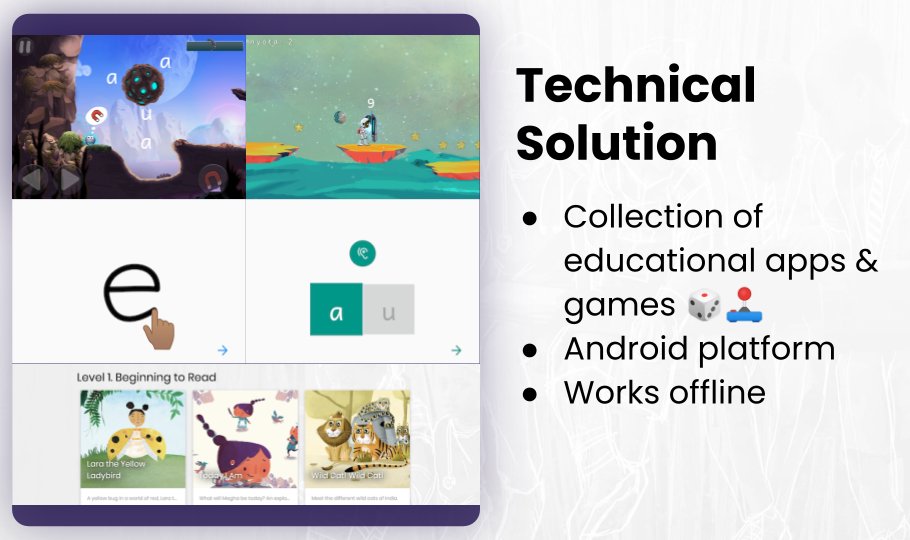 Technical
Solution
● Collection of
educational apps &
games 🎲🕹️
● Android platform
● Works offline
nyota: 2
a
a
u
a
9
e
a u
Level 1. Beginning to Read
Lara the Yellow
Ladybird
Today I Am
Wild Cat! Wild Cat!
A yellow bug in a world of red, Lara l...
What will Megha be today? An explo...
Meet the different wild cats of India.